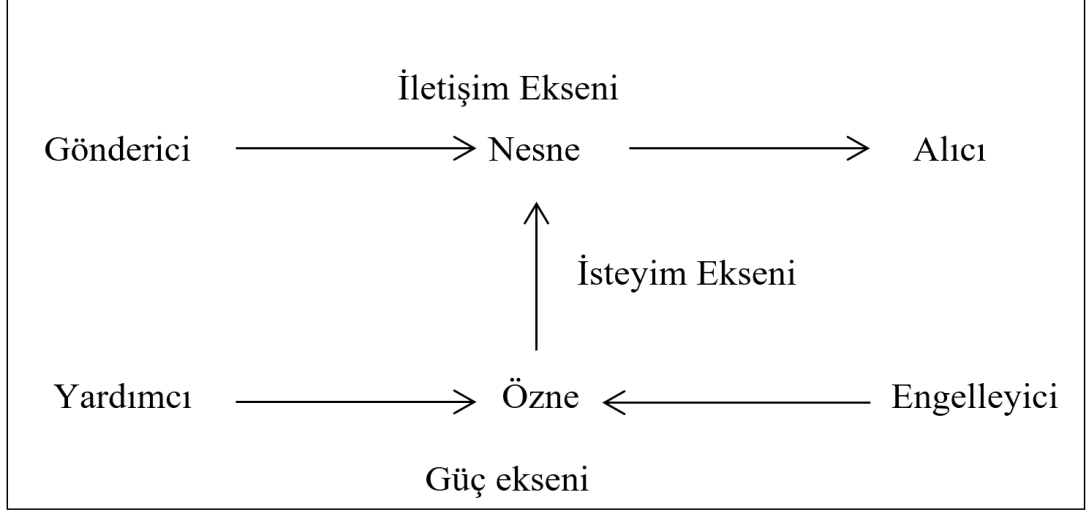 İletişim Ekseni
Gönderici Nesne Alıcı
İsteyim Ekseni
Yardımcı Özne Engelleyici
Güç ekseni